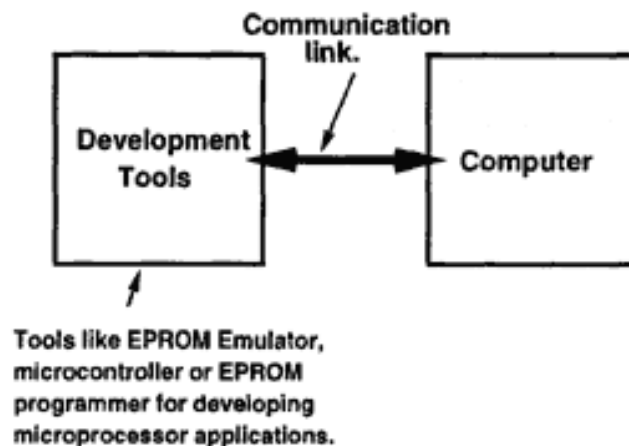 Communication
link.
Development
Tools
Computer
Tools like EPROM Emulator,
microcontroller or EPROM
programmer for developing
microprocessor applications.